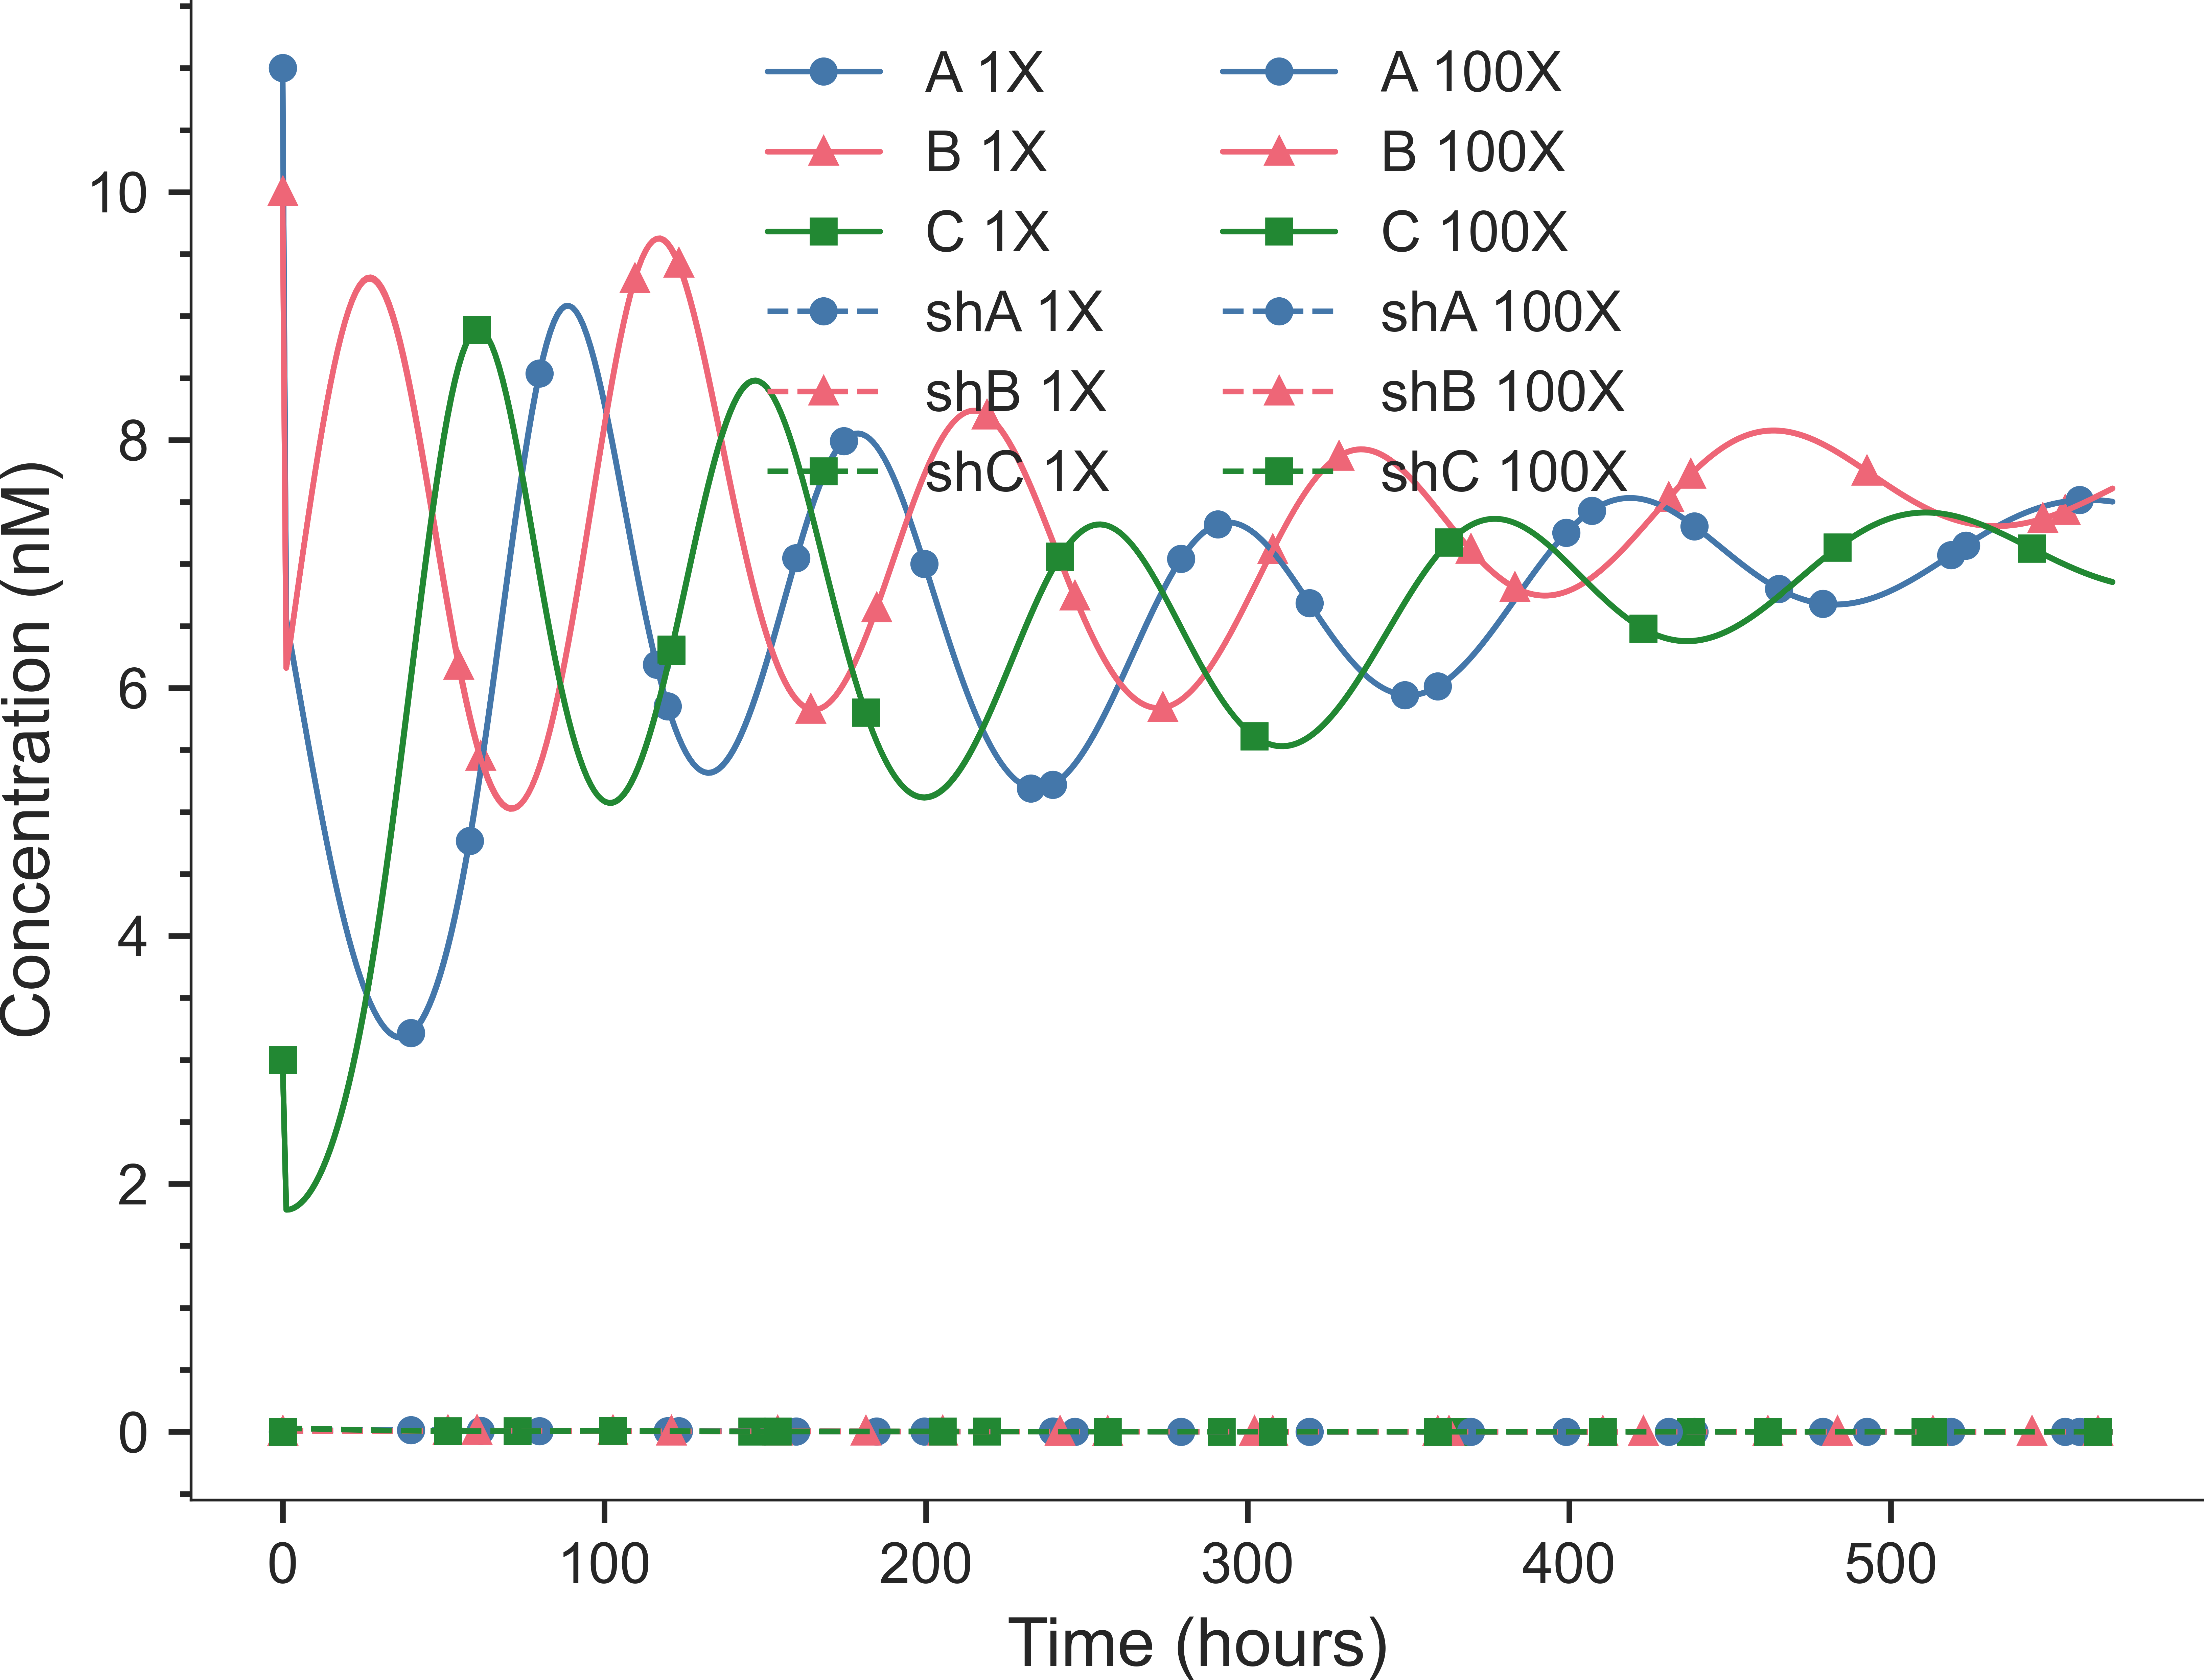 A 1X
A 100X
B 1X
B 100X
C 1X
C 100X
shA 1X
shA 100X
shB 1X
shB 100X
shC 1X
shC 100X
Concentration (nM)
10
8
6
4
2
0
0
100
200
300
400
500
Time (hours)